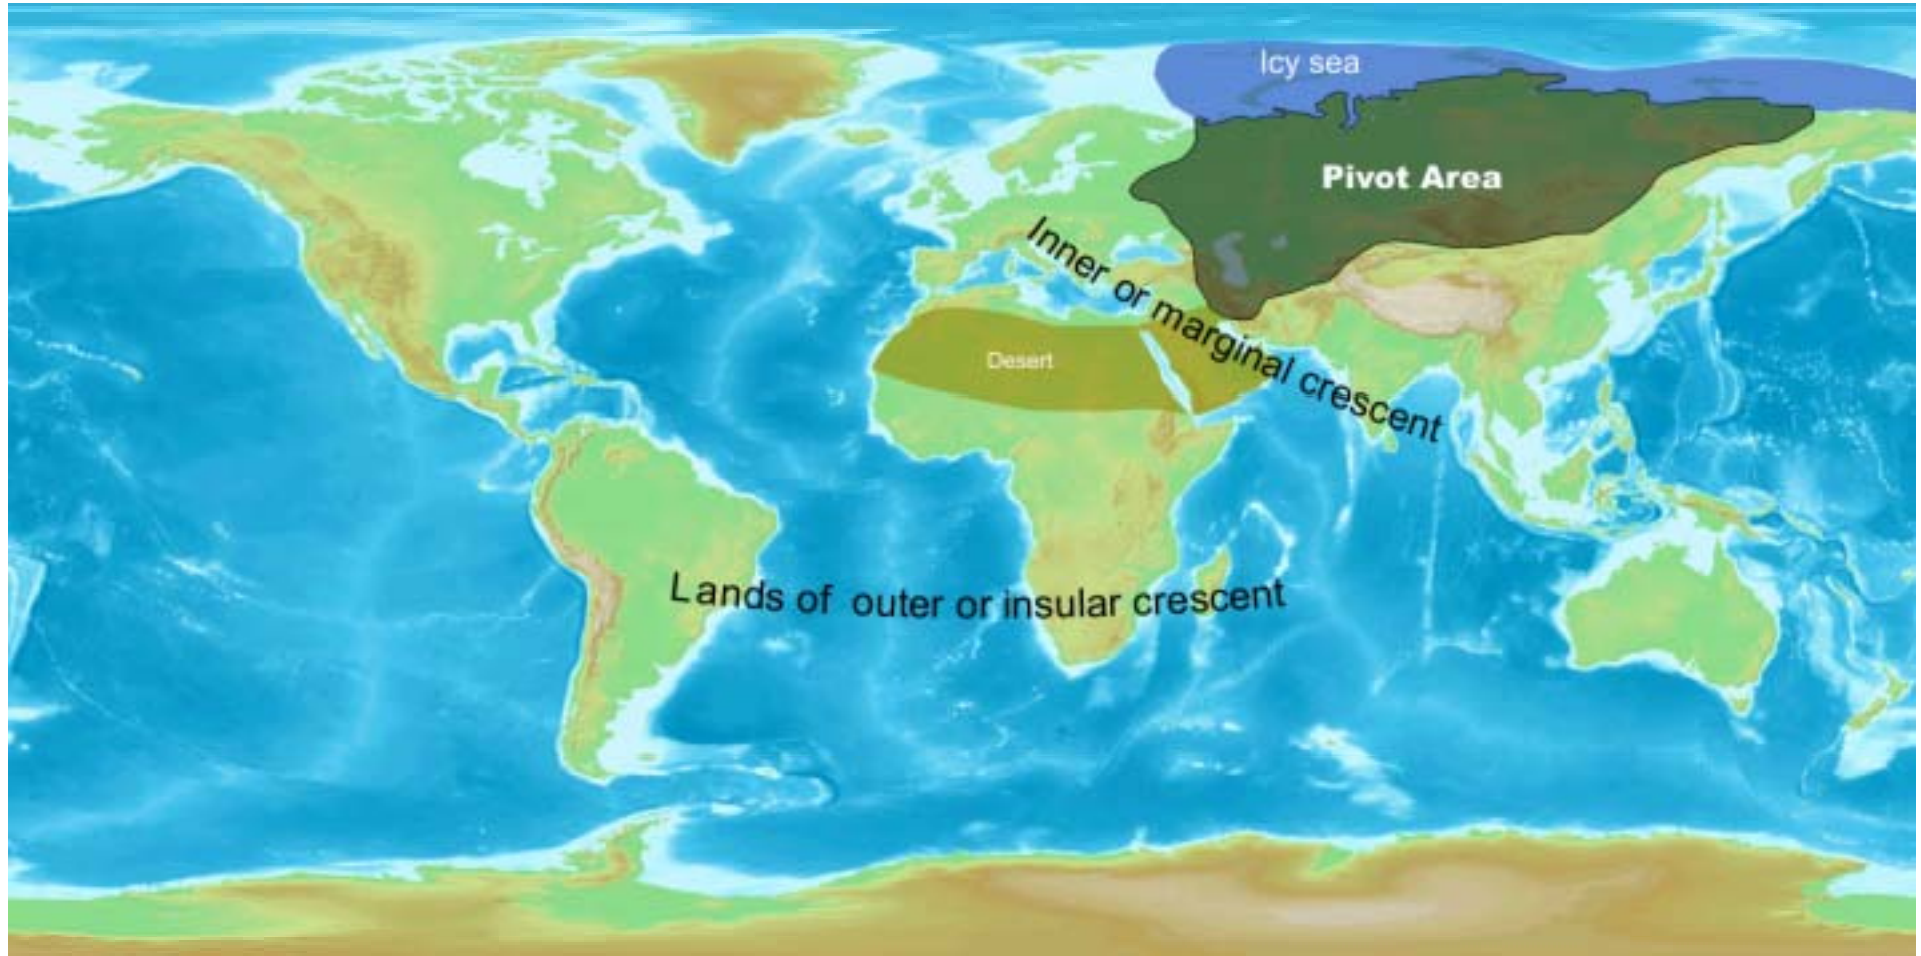 Icy sea
Pivot Area
Inner or marginal crescent
Desert
Lands of outer or insular crescent